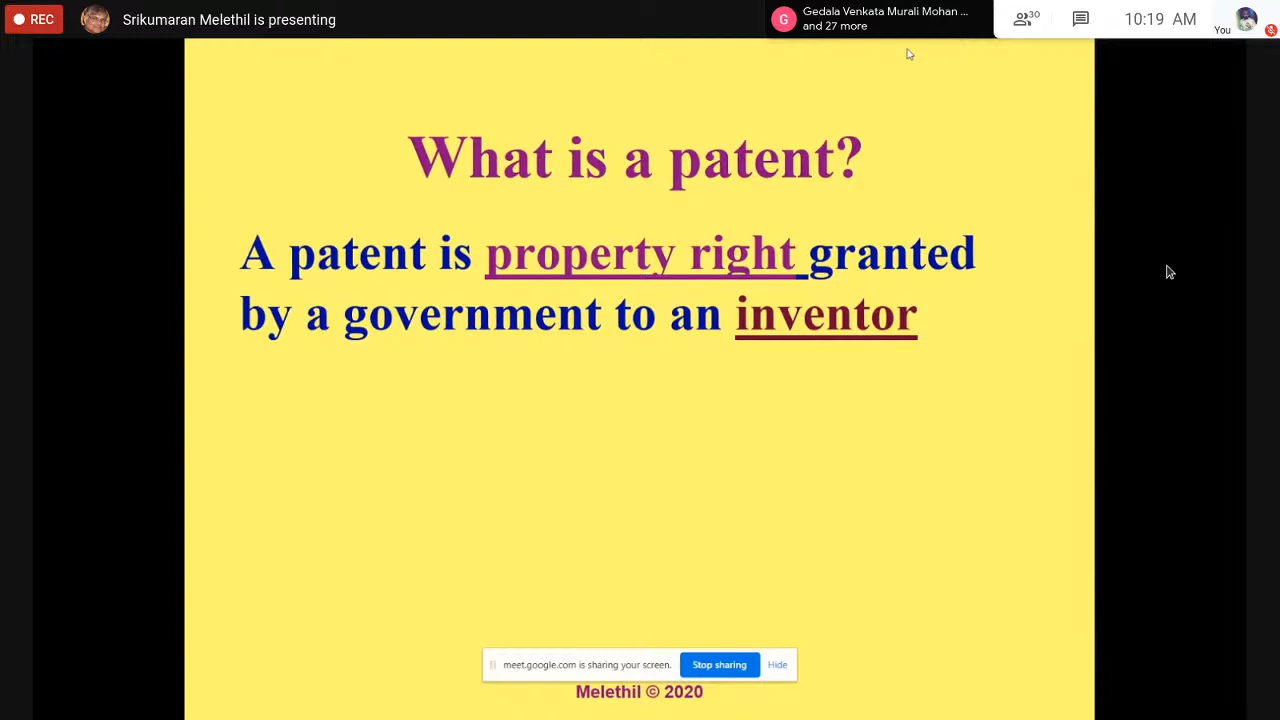 REC
Srikumaran Melethil is presenting
G
Gedala Venkata Murali Mohan ...
and 27 more
30
10:19 AM
You
What is a patent?
A patent is property right granted
by a government to an inventor
meet.google.com is sharing your screen.
Stop sharing
Hide
Melethil © 2020